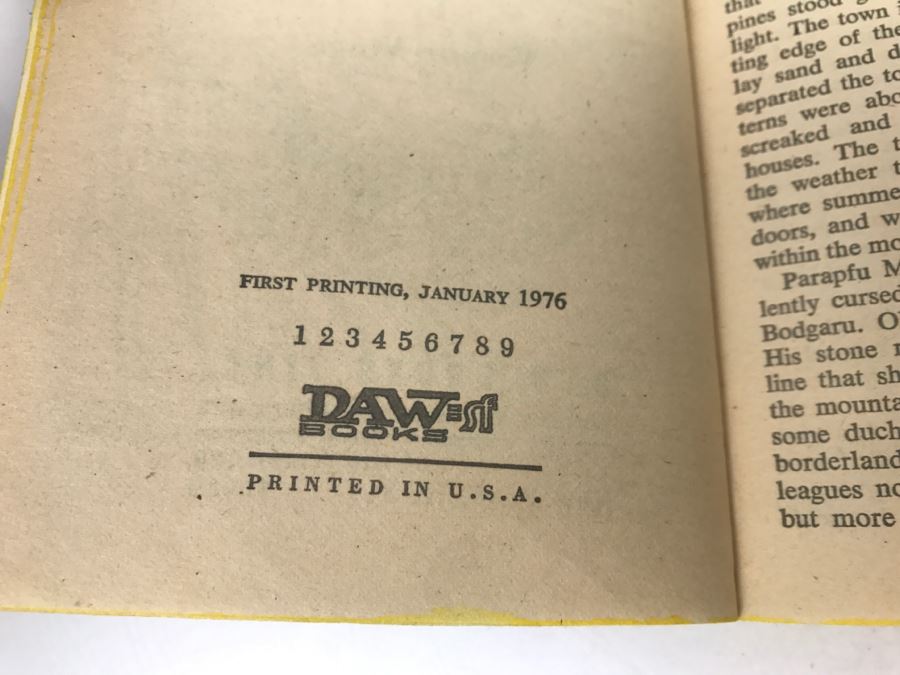 FIRST PRINTING, JANUARY 1976
1 2 3 4 5 6 7 8 9
DAW=sf
BOOKS
PRINTED IN U.S.A.
that
pines stood
light. The town
ting edge of the
lay sand and d
separated the to
terns were abo
screaked and
houses. The t
the weather t
where summe
doors, and w
within the mo
Parapfu M
lently cursed
Bodgaru. O
His stone
line that sh
the mounta
some duch
borderland
leagues no
but more